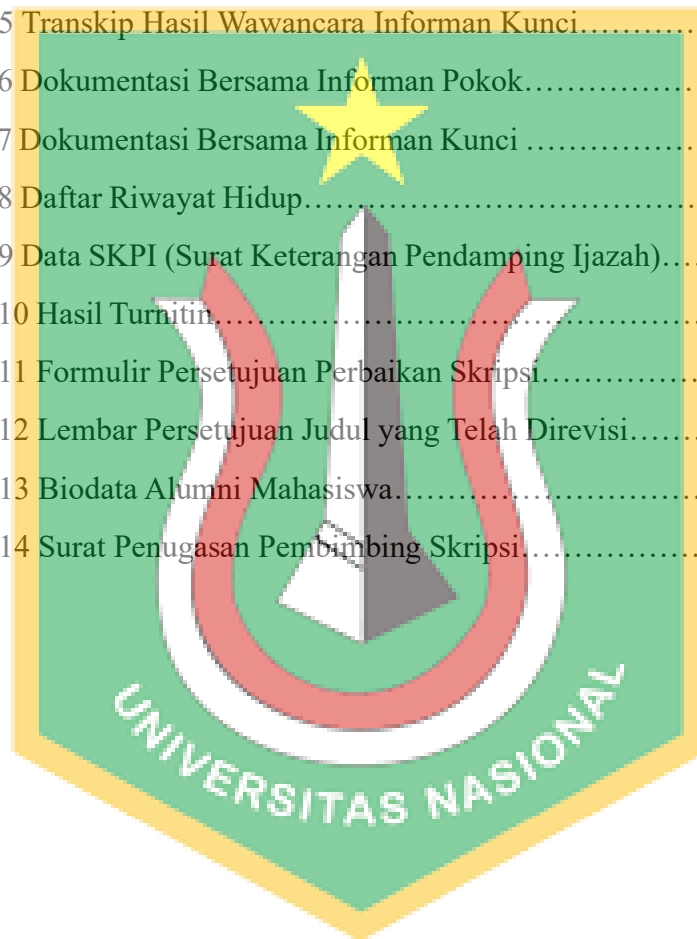 5 Transkip Hasil Wawancara Informan Kunci............
6 Dokumentasi Bersama Informan Pokok................
7 Dokumentasi Bersama Informan Kunci ................
8 Daftar Riwayat Hidup.......................................
9 Data SKPI (Surat Keterangan Pendamping Ijazah)....
10 Hasil Turnitin................................................
11 Formulir Persetujuan Perbaikan Skripsi................
12 Lembar Persetujuan Judul yang Telah Direvisi.......
13 Biodata Alumni Mahasiswa..............................
14 Surat Penugasan Pembimbing Skripsi..................
UNIVERSITAS NASIONAL